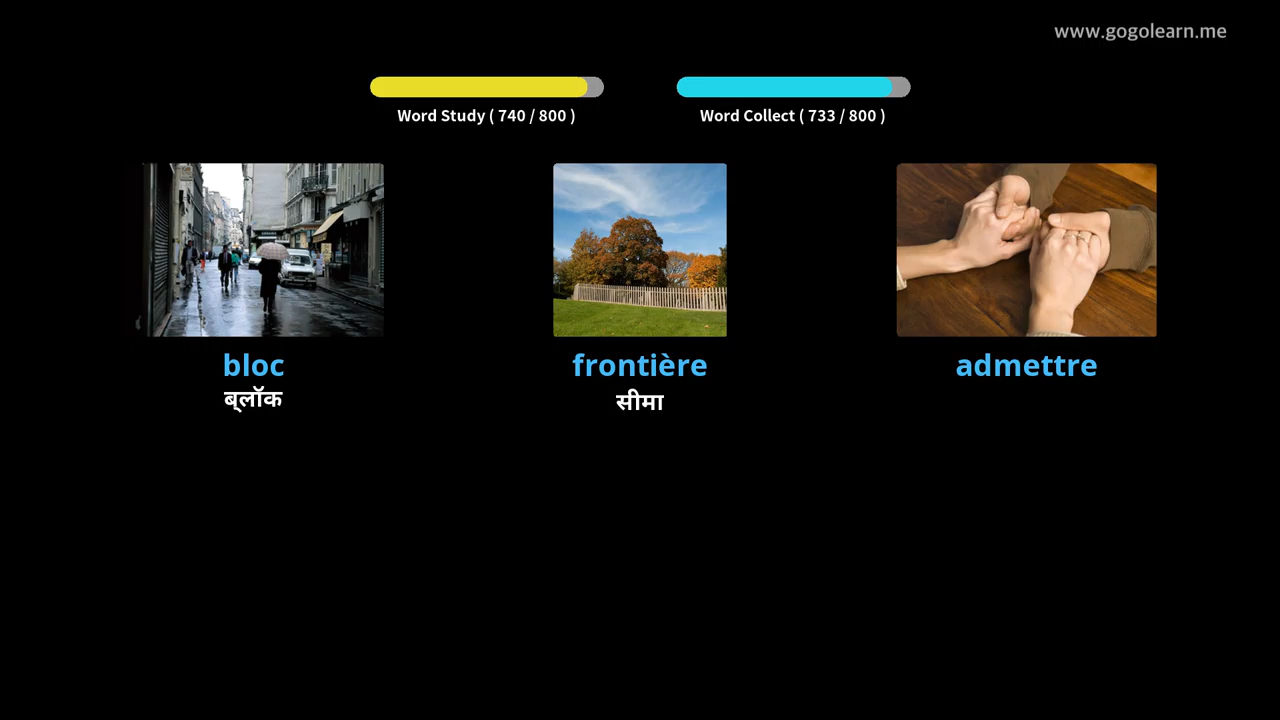 www.gogolearn.me
Word Study ( 740 / 800 )
Word Collect ( 733 / 800 )
bloc
ब्लॉक
frontière
सीमा
admettre